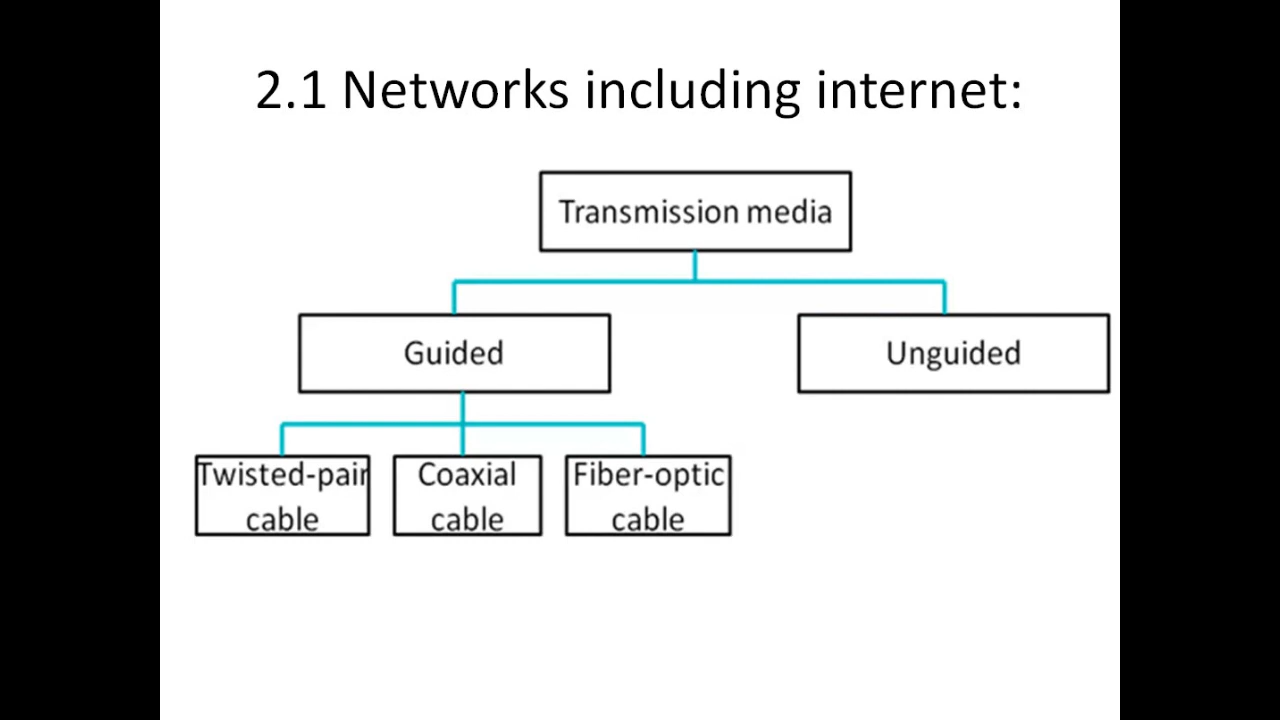 2.1 Networks including internet:
Transmission media
Guided
Unguided
Twisted-pair
cable
Coaxial
cable
Fiber-optic
cable